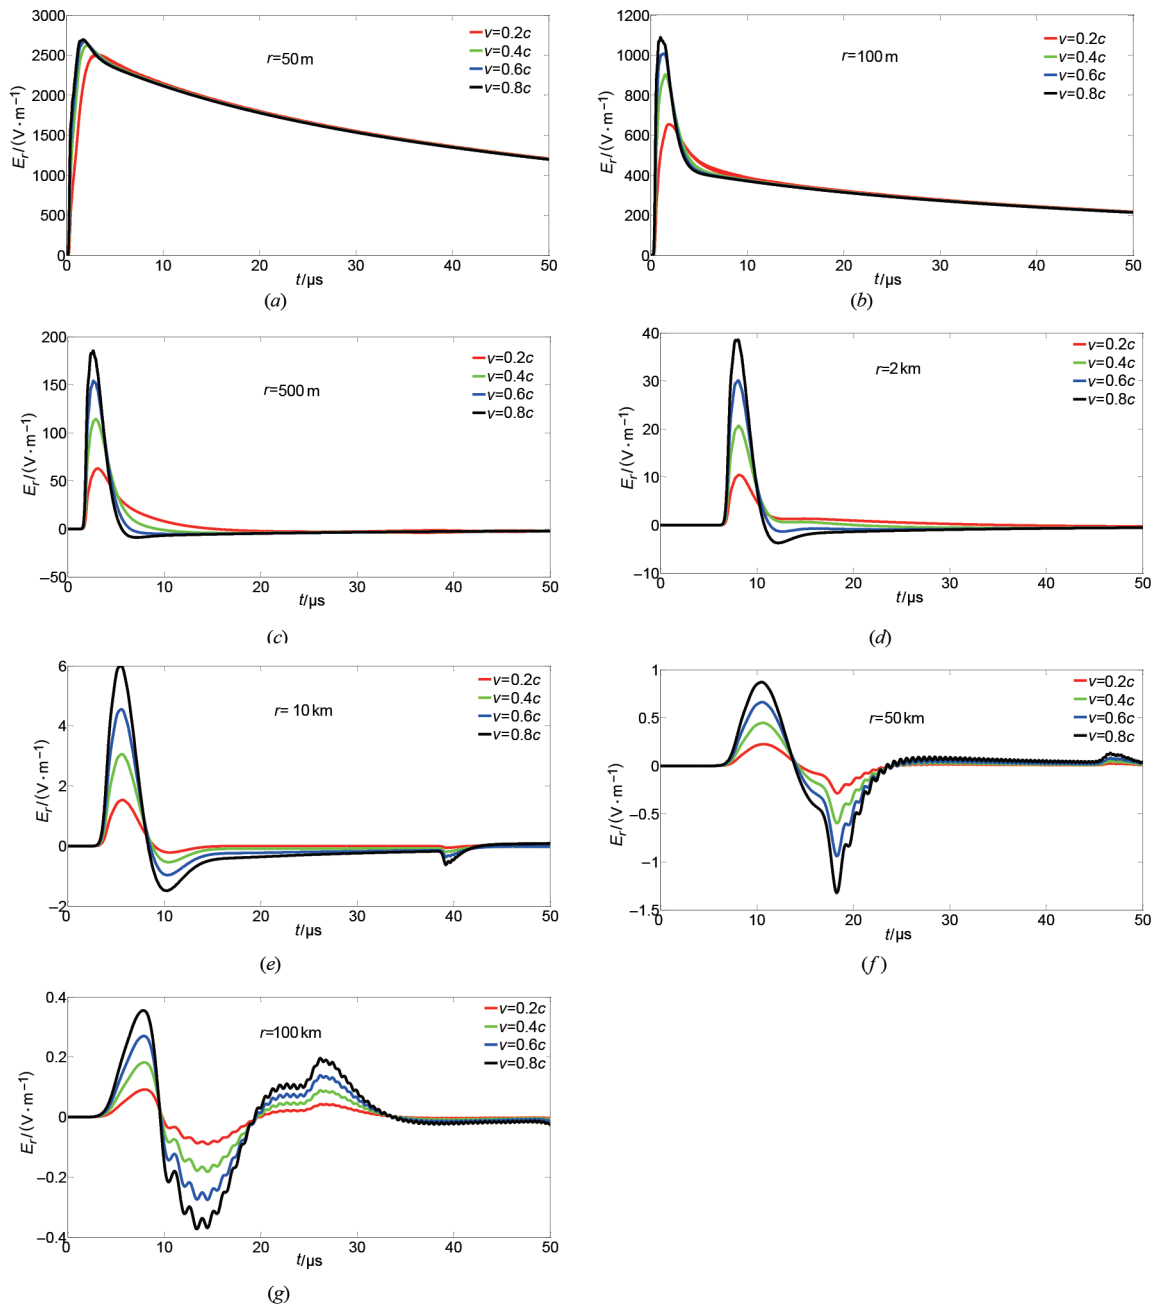 3000
2500
2000
1500
1000
500
0
E_r/(V·m⁻¹)
r=50m
v=0.2c
v=0.4c
v=0.6c
v=0.8c
0 10 20 30 40 50
t/μs
(a)
1200
1000
800
600
400
200
0
E_r/(V·m⁻¹)
r=100m
v=0.2c
v=0.4c
v=0.6c
v=0.8c
0 10 20 30 40 50
t/μs
(b)
200
150
100
50
0
−50
E_r/(V·m⁻¹)
r=500m
v=0.2c
v=0.4c
v=0.6c
v=0.8c
0 10 20 30 40 50
t/μs
(c)
40
30
20
10
0
−10
E_r/(V·m⁻¹)
r=2km
v=0.2c
v=0.4c
v=0.6c
v=0.8c
0 10 20 30 40 50
t/μs
(d)
6
4
2
0
−2
E_r/(V·m⁻¹)
r= 10km
v=0.2c
v=0.4c
v=0.6c
v=0.8c
0 10 20 30 40 50
t/μs
(e)
1
0.5
0
−0.5
−1
−1.5
E_r/(V·m⁻¹)
r=50km
v=0.2c
v=0.4c
v=0.6c
v=0.8c
0 10 20 30 40 50
t/μs
(f)
0.4
0.2
0
−0.2
−0.4
E_r/(V·m⁻¹)
r=100km
v=0.2c
v=0.4c
v=0.6c
v=0.8c
0 10 20 30 40 50
t/μs
(g)